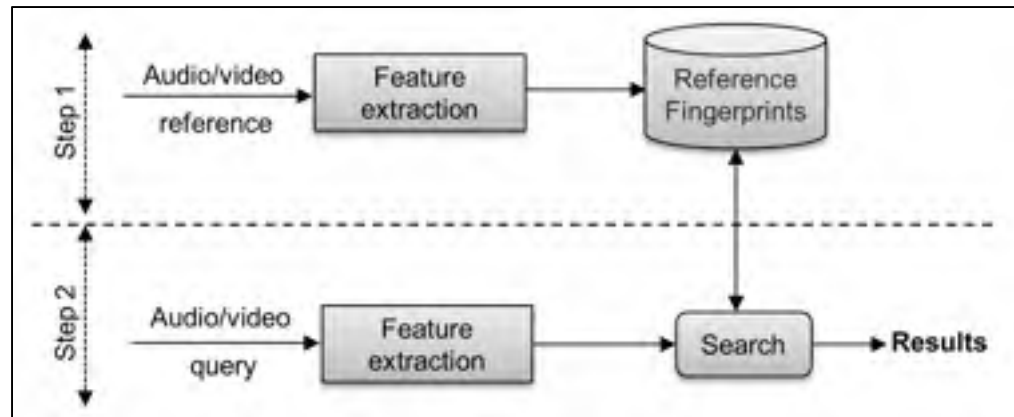 Step 1
Audio/video
reference
Feature
extraction
Reference
Fingerprints
Step 2
Audio/video
query
Feature
extraction
Search
Results